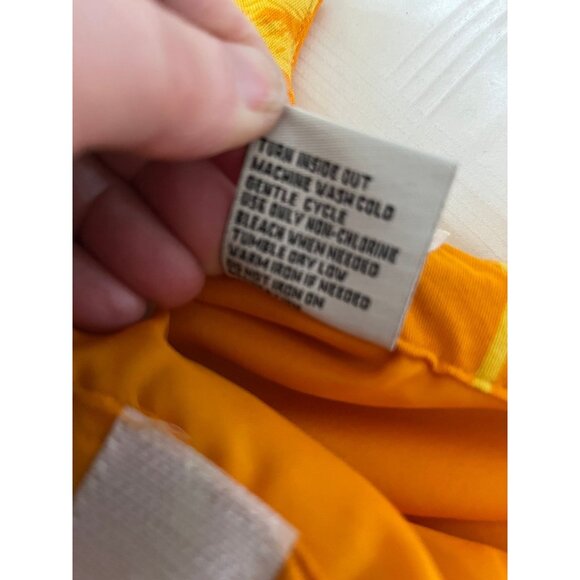 TURN INSIDE OUT
MACHINE WASH COLD
GENTLE CYCLE
USE ONLY NON-CHLORINE
BLEACH WHEN NEEDED
TUMBLE DRY LOW
WARM IRON IF NEEDED
DO NOT IRON ON